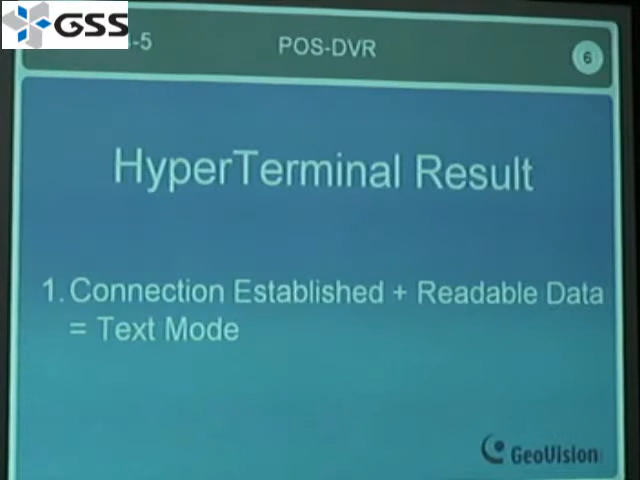 GSS
-5
POS-DVR
6
HyperTerminal Result
1. Connection Established + Readable Data
= Text Mode
GeoVision